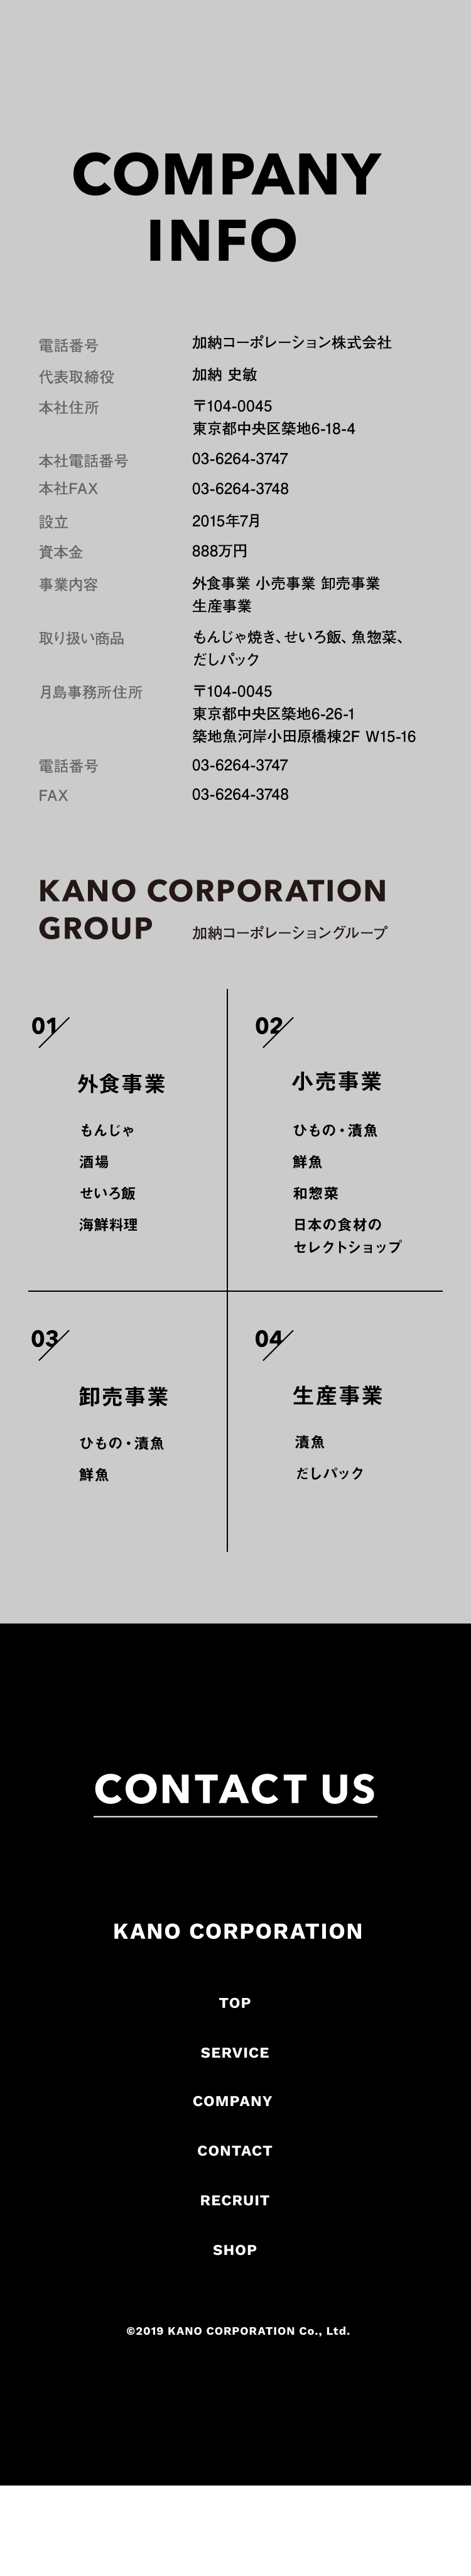 COMPANY
INFO
電話番号 加納コーポレーション株式会社
代表取締役 加納 史敏
本社住所 〒104-0045
東京都中央区築地6-18-4
本社電話番号 03-6264-3747
本社FAX 03-6264-3748
設立 2015年7月
資本金 888万円
事業内容 外食事業 小売事業 卸売事業
生産事業
取り扱い商品 もんじゃ焼き、せいろ飯、魚惣菜、
だしパック
月島事務所住所 〒104-0045
東京都中央区築地6-26-1
築地魚河岸小田原橋棟2F W15-16
電話番号 03-6264-3747
FAX 03-6264-3748
KANO CORPORATION
GROUP 加納コーポレーショングループ
01
外食事業
もんじゃ
酒場
せいろ飯
海鮮料理
02
小売事業
ひもの・漬魚
鮮魚
和惣菜
日本の食材の
セレクトショップ
03
卸売事業
ひもの・漬魚
鮮魚
04
生産事業
漬魚
だしパック
CONTACT US
KANO CORPORATION
TOP
SERVICE
COMPANY
CONTACT
RECRUIT
SHOP
©2019 KANO CORPORATION Co., Ltd.